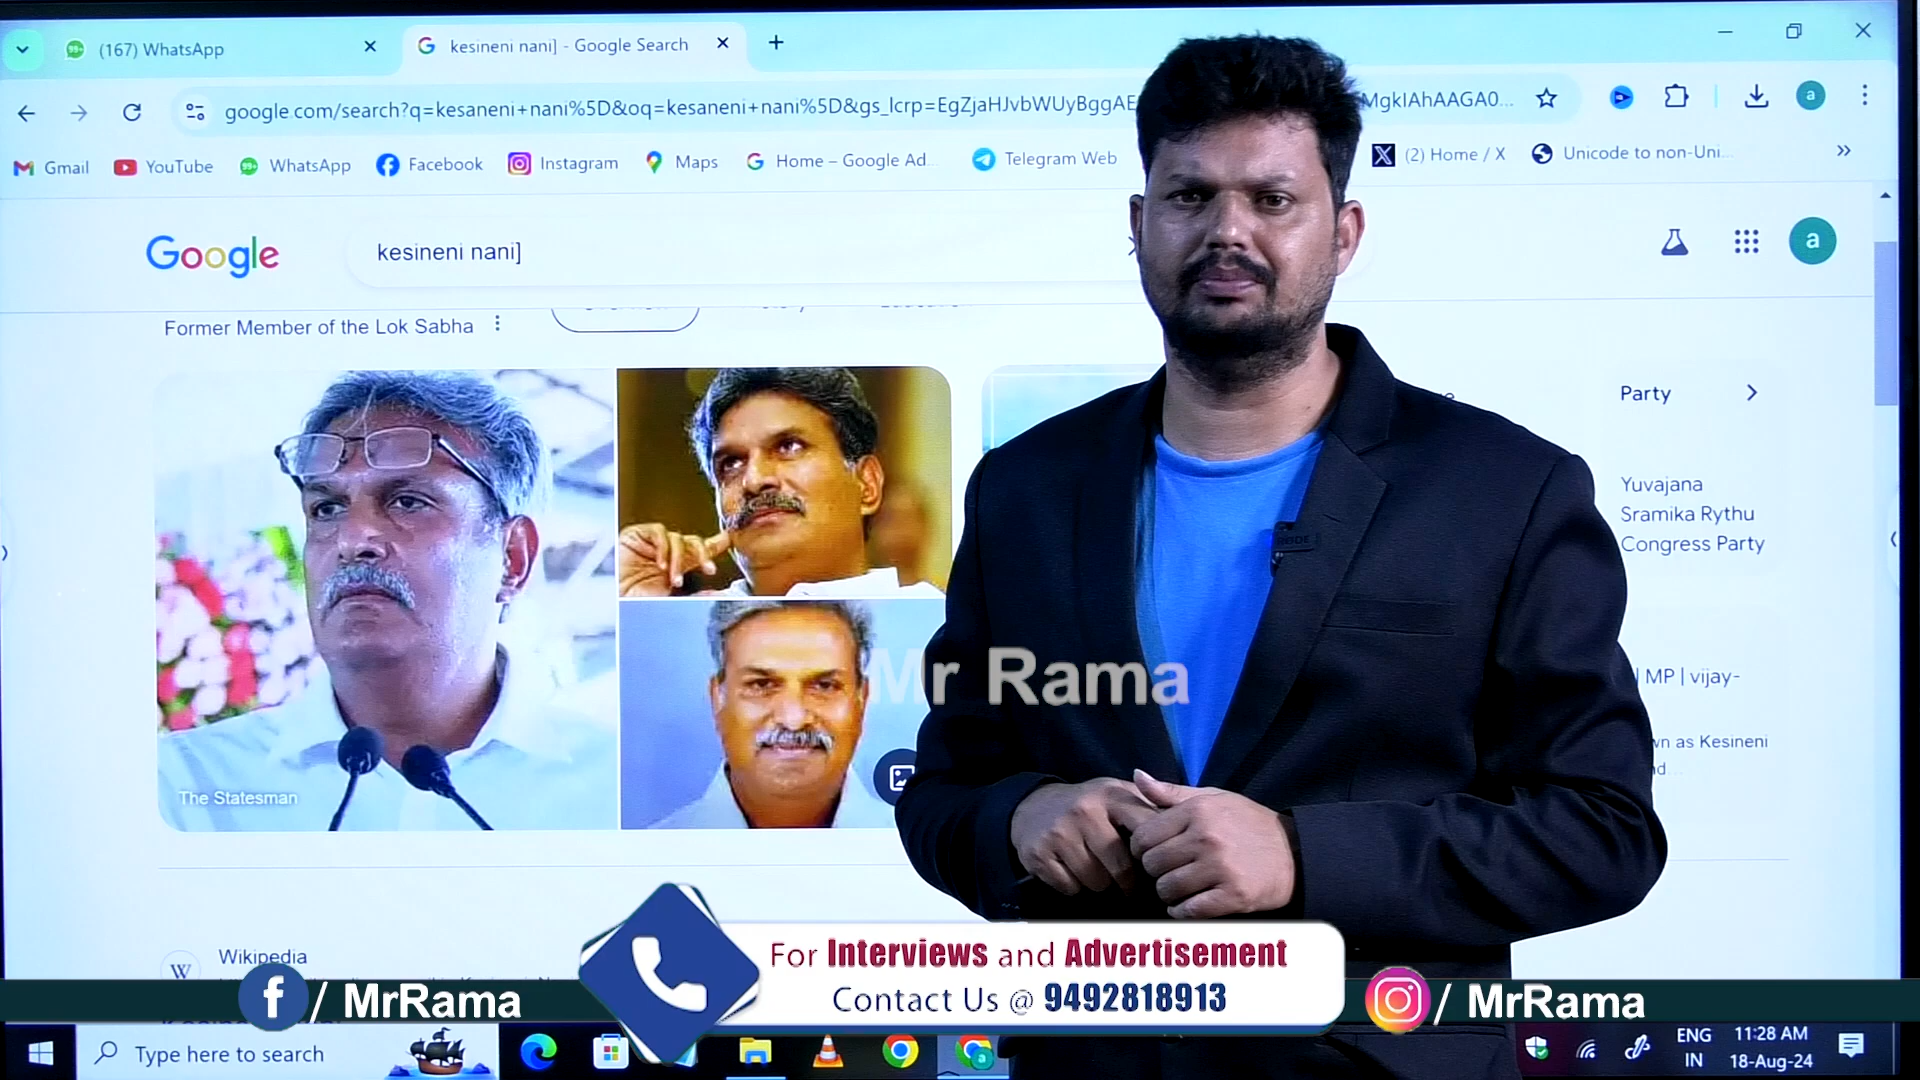 (167) WhatsApp
kesineni nani] - Google Search
google.com/search?q=kesaneni+nani%5D&oq=kesaneni+nani%5D&gs_lcrp=EgZjaHJvbWUyBggAE
MgkIAhAAGA0...
a
Gmail
YouTube
WhatsApp
Facebook
Instagram
Maps
Home – Google Ad...
Telegram Web
(2) Home / X
Unicode to non-Uni...
Google
kesineni nani]
a
Former Member of the Lok Sabha
Party
Yuvajana
Sramika Rythu
Congress Party
The Statesman
RODE
Mr Rama
| MP | vijay-
wn as Kesineni
nd...
Wikipedia
W
For Interviews and Advertisement
Contact Us @ 9492818913
f / MrRama
/ MrRama
Type here to search
ENG
IN
11:28 AM
18-Aug-24